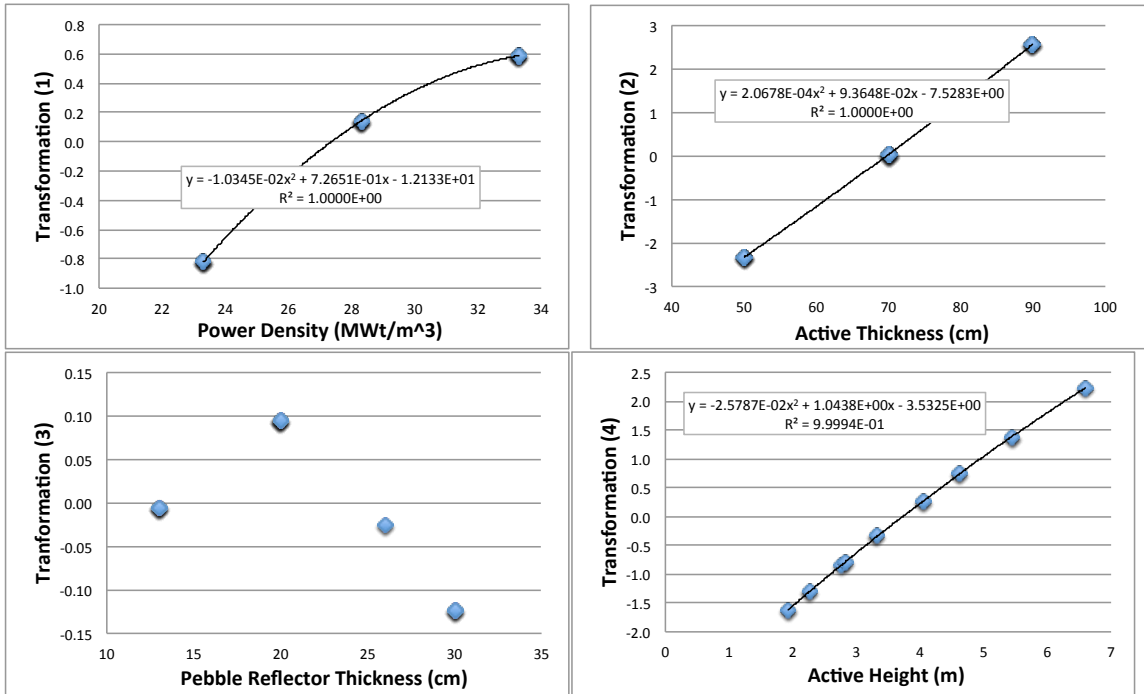 0.8
0.6
0.4
0.2
0.0
-0.2
-0.4
-0.6
-0.8
-1.0
Transformation (1)
y = -1.0345E-02x² + 7.2651E-01x - 1.2133E+01
R² = 1.0000E+00
20 22 24 26 28 30 32 34
Power Density (MWt/m^3)
3
2
1
0
-1
-2
-3
Transformation (2)
y = 2.0678E-04x² + 9.3648E-02x - 7.5283E+00
R² = 1.0000E+00
40 50 60 70 80 90 100
Active Thickness (cm)
0.15
0.10
0.05
0.00
-0.05
-0.10
-0.15
Tranformation (3)
10 15 20 25 30 35
Pebble Reflector Thickness (cm)
2.5
2.0
1.5
1.0
0.5
0.0
-0.5
-1.0
-1.5
-2.0
Transformation (4)
y = -2.5787E-02x² + 1.0438E+00x - 3.5325E+00
R² = 9.9994E-01
0 1 2 3 4 5 6 7
Active Height (m)